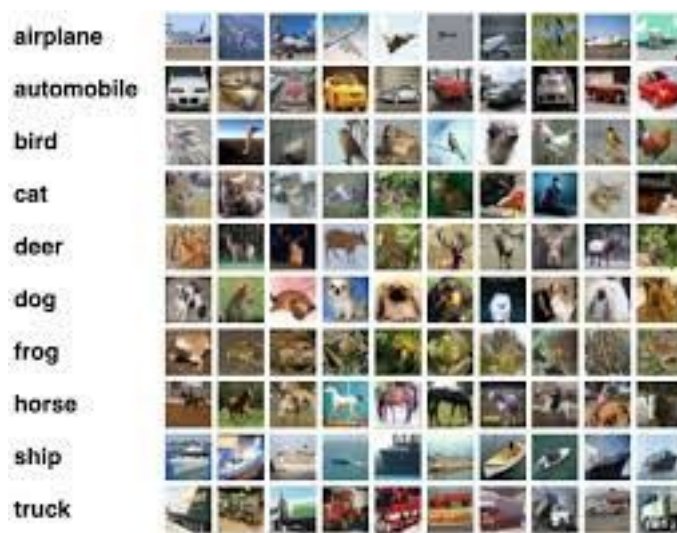 airplane
automobile
bird
cat
deer
dog
frog
horse
ship
truck